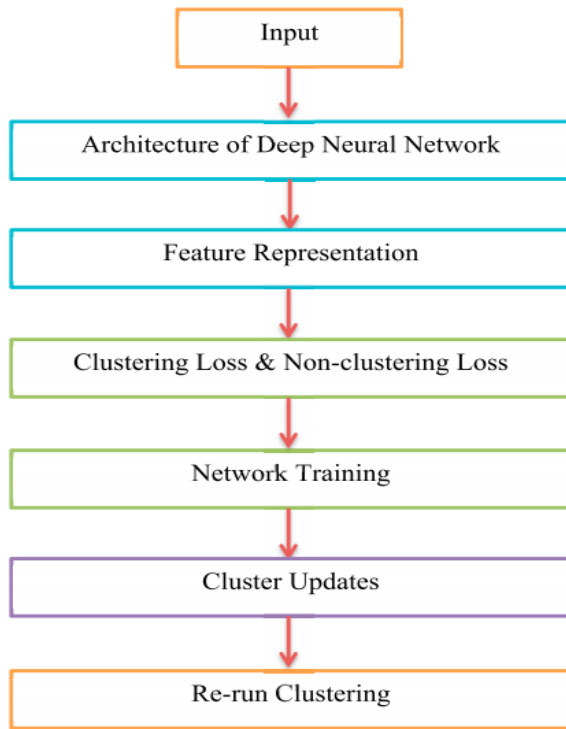 Input
Architecture of Deep Neural Network
Feature Representation
Clustering Loss & Non-clustering Loss
Network Training
Cluster Updates
Re-run Clustering